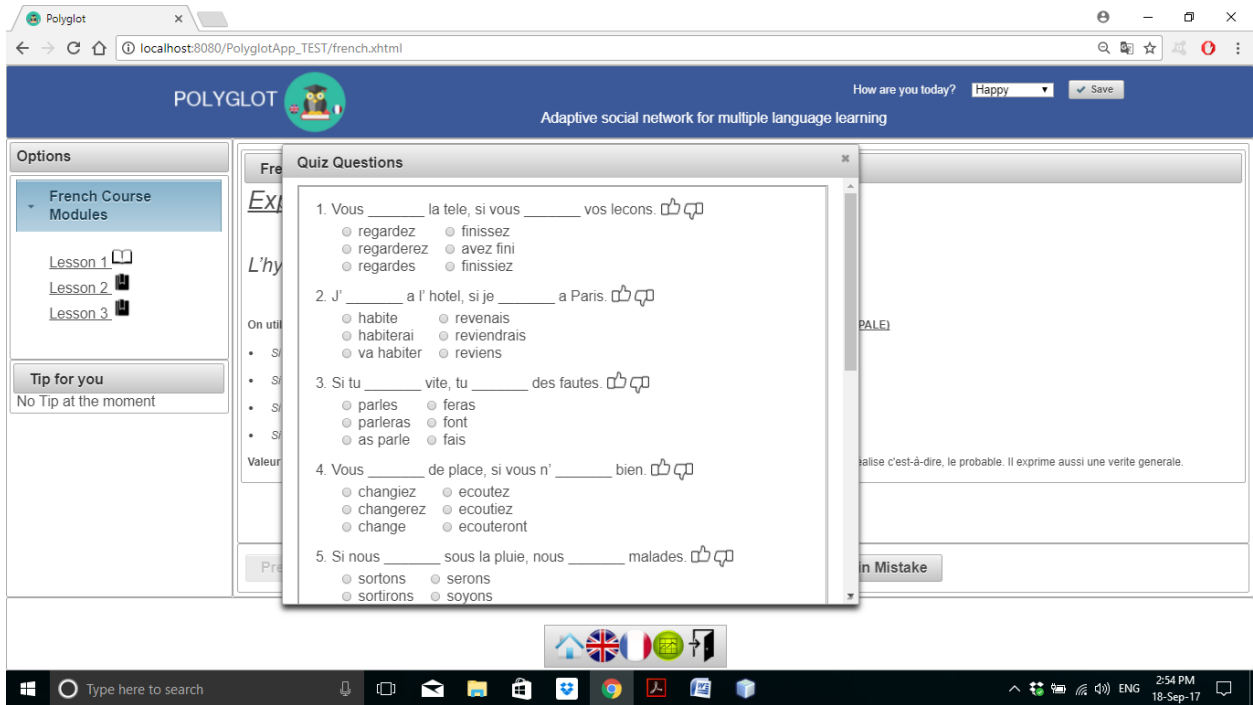 Polyglot
localhost:8080/PolyglotApp_TEST/french.xhtml
POLYGLOT
How are you today? Happy Save
Adaptive social network for multiple language learning
Options
French Course
Modules
Lesson 1
Lesson 2
Lesson 3
Tip for you
No Tip at the moment
Fre
Exp
L'hy
On util
PALE)
• Si
• Si
• Si
• Si
Valeur
ealise c'est-à-dire, le probable. Il exprime aussi une verite generale.
Pre
in Mistake
Quiz Questions
1. Vous _______ la tele, si vous _______ vos lecons.
regardez finissez
regarderez avez fini
regardes finissiez
2. J' _______ a l' hotel, si je _______ a Paris.
habite revenais
habiterai reviendrais
va habiter reviens
3. Si tu _______ vite, tu _______ des fautes.
parles feras
parleras font
as parle fais
4. Vous _______ de place, si vous n' _______ bien.
changiez ecoutez
changerez ecoutiez
change ecouteront
5. Si nous _______ sous la pluie, nous _______ malades.
sortons serons
sortirons soyons
Type here to search
ENG
2:54 PM
18-Sep-17